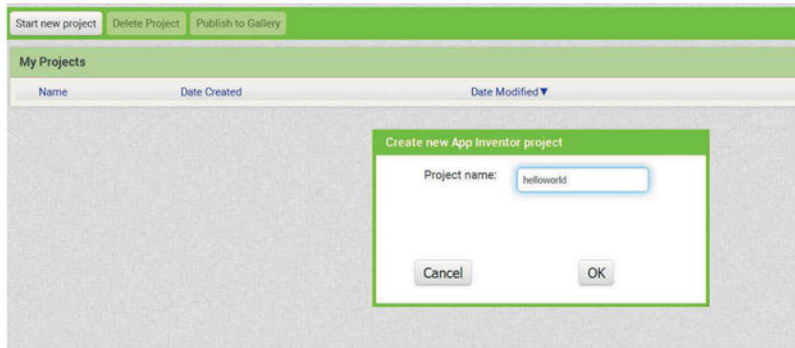 Start new project Delete Project Publish to Gallery
My Projects
Name Date Created Date Modified▼
Create new App Inventor project
Project name: helloworld
Cancel OK